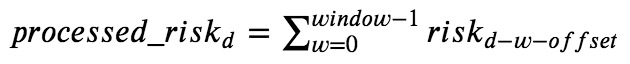 processed_risk_d = ∑_{w=0}^{window−1} risk_{d−w−offset}